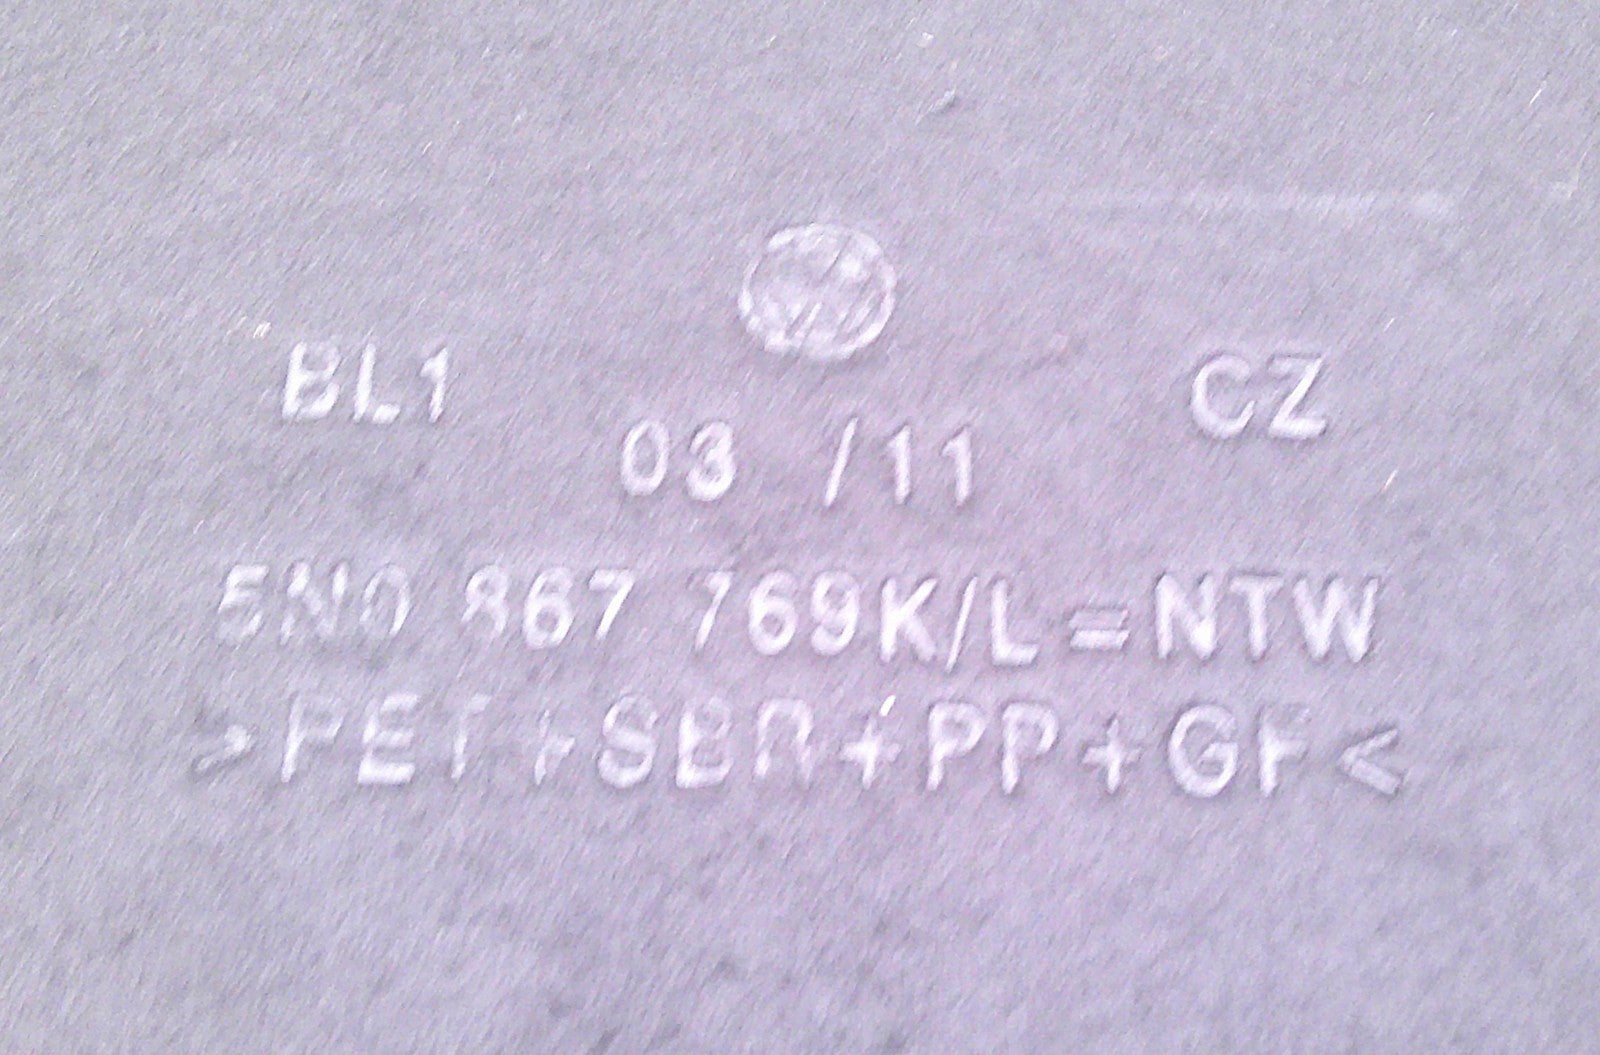 BL1
CZ
03 /11
5N0 867 769K/L=NTW
>PET+SBR+PP+GF<